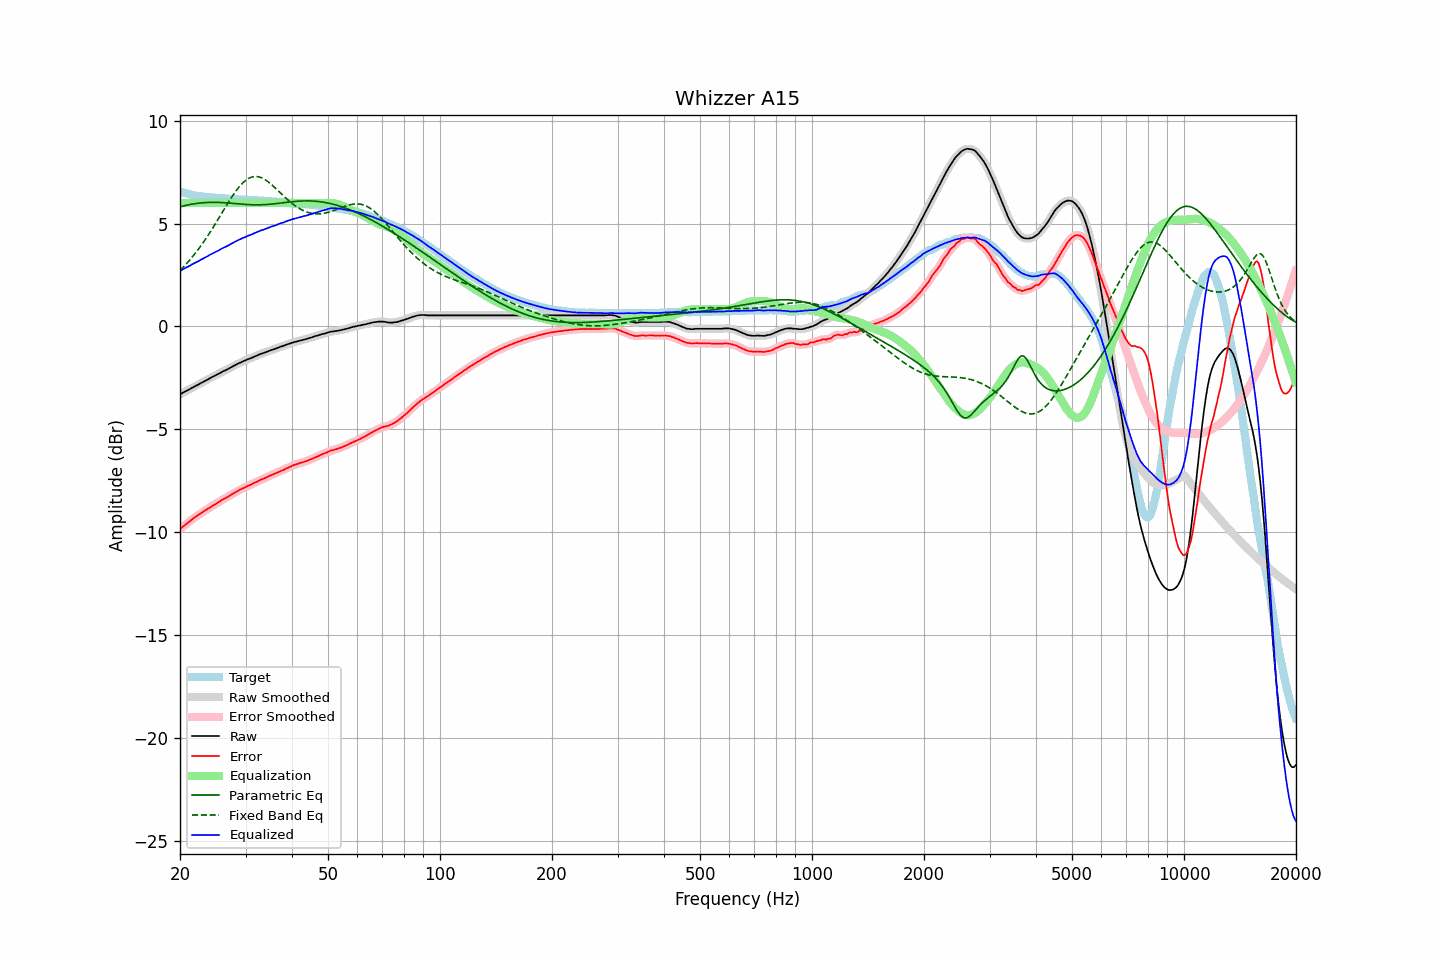 Whizzer A15
10
5
0
−5
−10
−15
−20
−25
Amplitude (dBr)
Target
Raw Smoothed
Error Smoothed
Raw
Error
Equalization
Parametric Eq
Fixed Band Eq
Equalized
20 50 100 200 500 1000 2000 5000 10000 20000
Frequency (Hz)